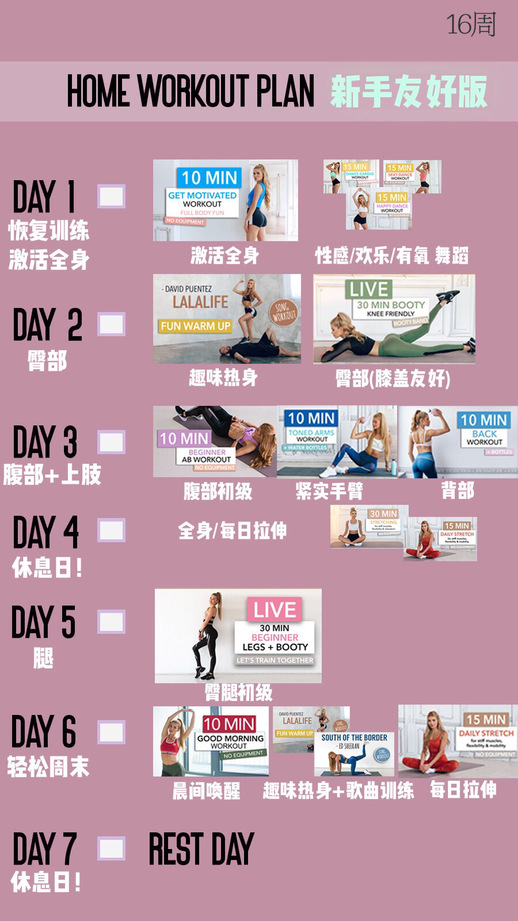 16周
HOME WORKOUT PLAN 新手友好版
DAY 1
恢复训练
激活全身
10 MIN
GET MOTIVATED
WORKOUT
FULL BODY FUN
NO EQUIPMENT
激活全身
15 MIN
DANCE CARDIO
WORKOUT
15 MIN
WORKOUT
15 MIN
HAPPY DANCE
WORKOUT
性感/欢乐/有氧 舞蹈
DAY 2
臀部
- DAVID PUENTEZ
LALALIFE
FUN WARM UP
SONG
WORKOUT
趣味热身
LIVE
30 MIN BOOTY
KNEE FRIENDLY
BOOTY BAND
臀部(膝盖友好)
DAY 3
腹部+上肢
10 MIN
BEGINNER
AB WORKOUT
NO EQUIPMENT
腹部初级
10 MIN
TONED ARMS
WORKOUT
+ WATER BOTTLES
紧实手臂
10 MIN
BACK
WORKOUT
+ BOTTLES
背部
DAY 4
休息日!
全身/每日拉伸
30 MIN
STRETCHING
15 MIN
DAILY STRETCH
for stiff muscles,
flexibility & mobility
DAY 5
腿
LIVE
30 MIN
BEGINNER
LEGS + BOOTY
LET'S TRAIN TOGETHER
臀腿初级
DAY 6
轻松周末
10 MIN
GOOD MORNING
WORKOUT
NO EQUIPMENT
晨间唤醒
DAVID PUENTEZ
LALALIFE
FUN WARM UP
SOUTH OF THE BORDER
- ED SHEERAN
趣味热身+歌曲训练
15 MIN
DAILY STRETCH
for stiff muscles,
flexibility & mobility
NO EQUIPMENT
每日拉伸
DAY 7
休息日!
REST DAY